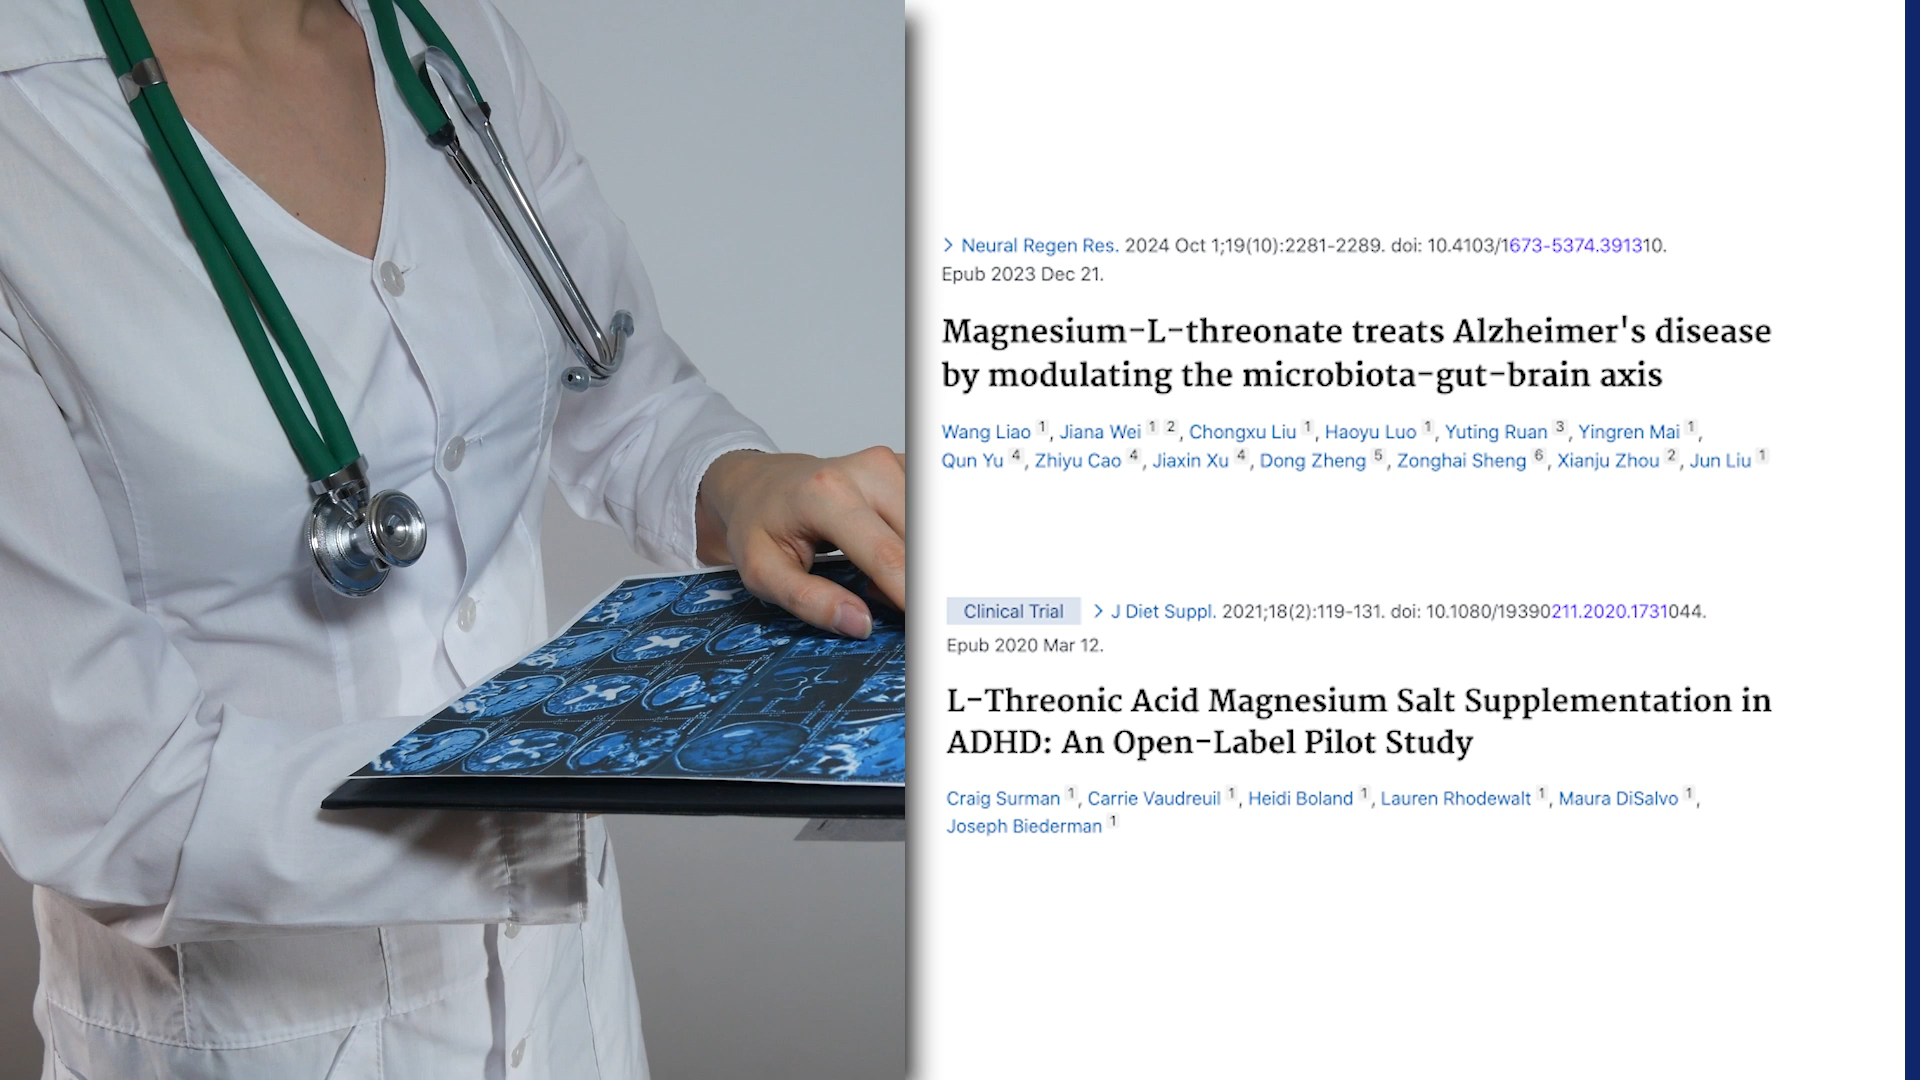 > Neural Regen Res. 2024 Oct 1;19(10):2281-2289. doi: 10.4103/1673-5374.391310.
Epub 2023 Dec 21.
Magnesium-L-threonate treats Alzheimer's disease
by modulating the microbiota-gut-brain axis
Wang Liao 1, Jiana Wei 1 2, Chongxu Liu 1, Haoyu Luo 1, Yuting Ruan 3, Yingren Mai 1,
Qun Yu 4, Zhiyu Cao 4, Jiaxin Xu 4, Dong Zheng 5, Zonghai Sheng 6, Xianju Zhou 2, Jun Liu 1
Clinical Trial > J Diet Suppl. 2021;18(2):119-131. doi: 10.1080/19390211.2020.1731044.
Epub 2020 Mar 12.
L-Threonic Acid Magnesium Salt Supplementation in
ADHD: An Open-Label Pilot Study
Craig Surman 1, Carrie Vaudreuil 1, Heidi Boland 1, Lauren Rhodewalt 1, Maura DiSalvo 1,
Joseph Biederman 1